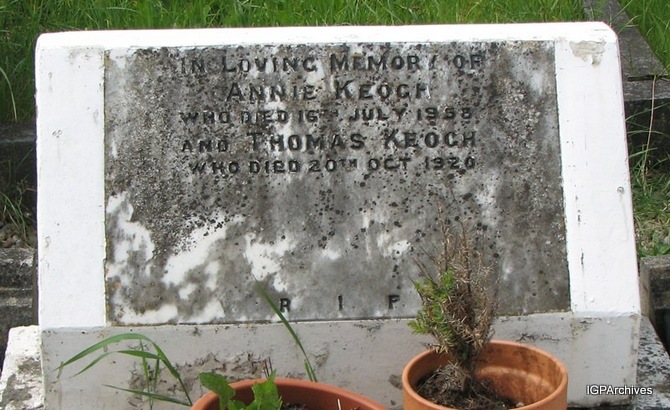 IN LOVING MEMORY OF
ANNIE KEOGH
WHO DIED 16TH JULY 1958
AND THOMAS KEOGH
WHO DIED 20TH OCT 1920
R I P
IGPArchives